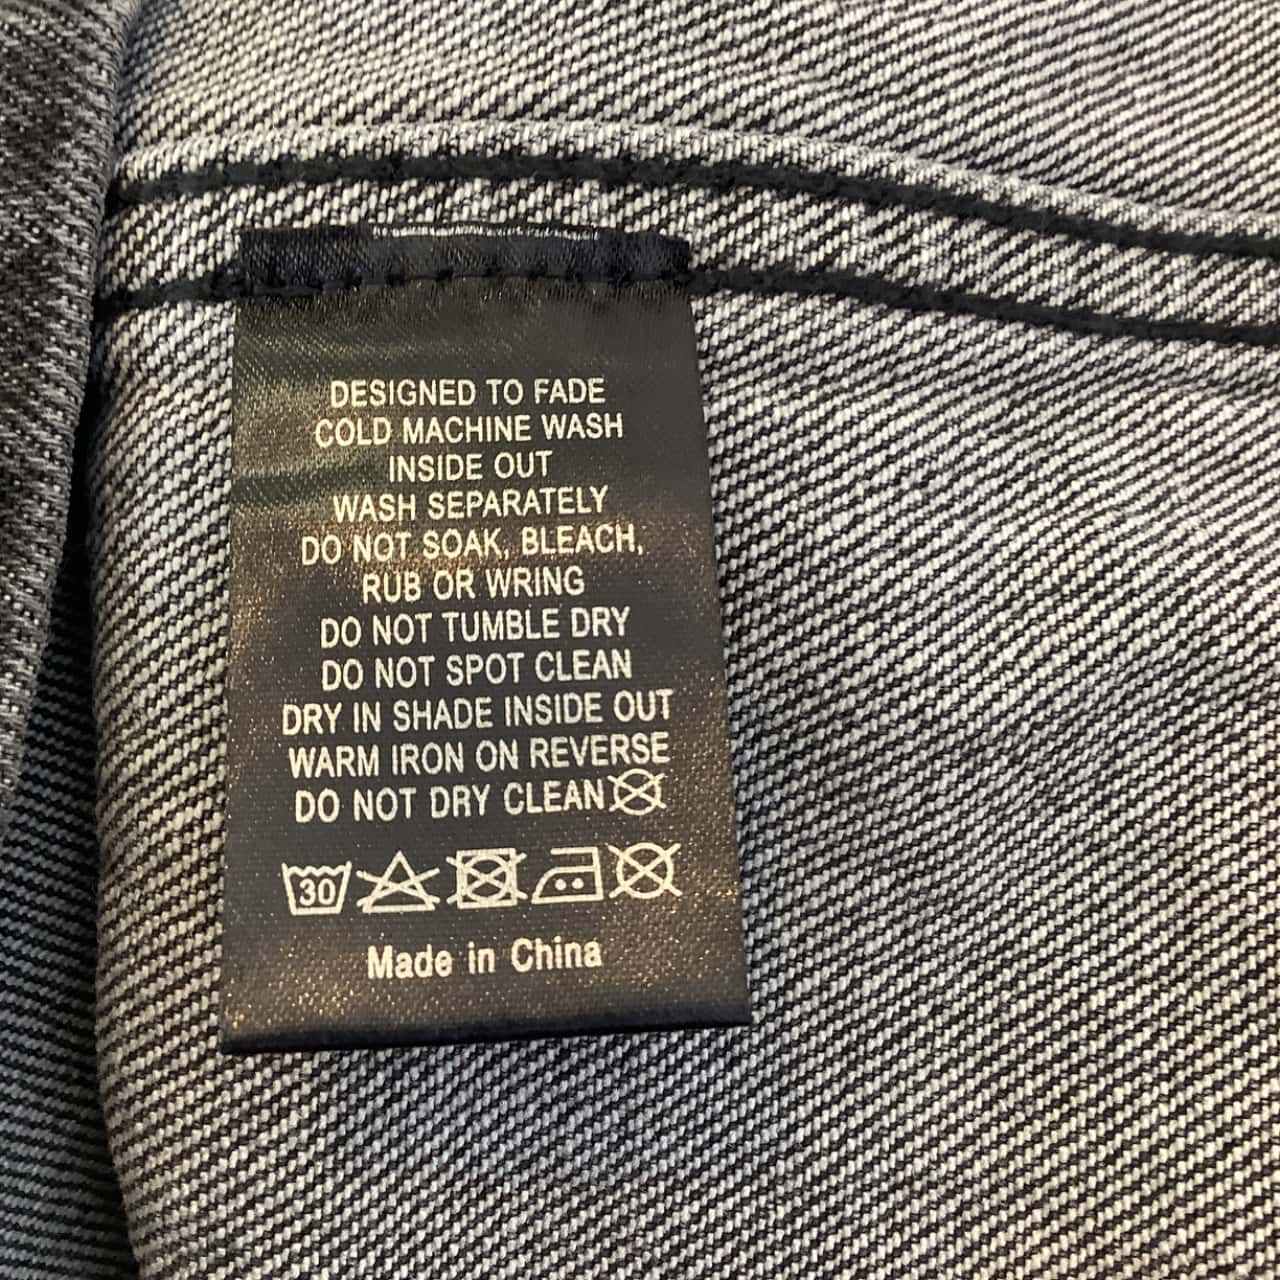 DESIGNED TO FADE
COLD MACHINE WASH
INSIDE OUT
WASH SEPARATELY
DO NOT SOAK, BLEACH,
RUB OR WRING
DO NOT TUMBLE DRY
DO NOT SPOT CLEAN
DRY IN SHADE INSIDE OUT
WARM IRON ON REVERSE
DO NOT DRY CLEAN
30
Made in China